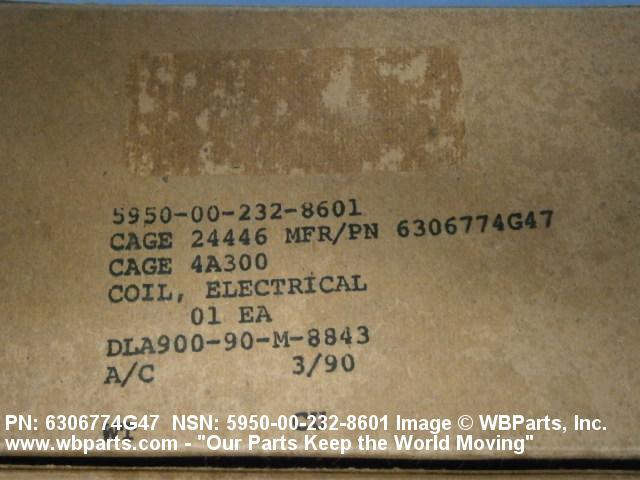 5950-00-232-8601
CAGE 24446 MFR/PN 6306774G47
CAGE 4A300
COIL, ELECTRICAL
01 EA
DLA900-90-M-8843
A/C 3/90
PN: 6306774G47 NSN: 5950-00-232-8601 Image © WBParts, Inc.
www.wbparts.com - "Our Parts Keep the World Moving"